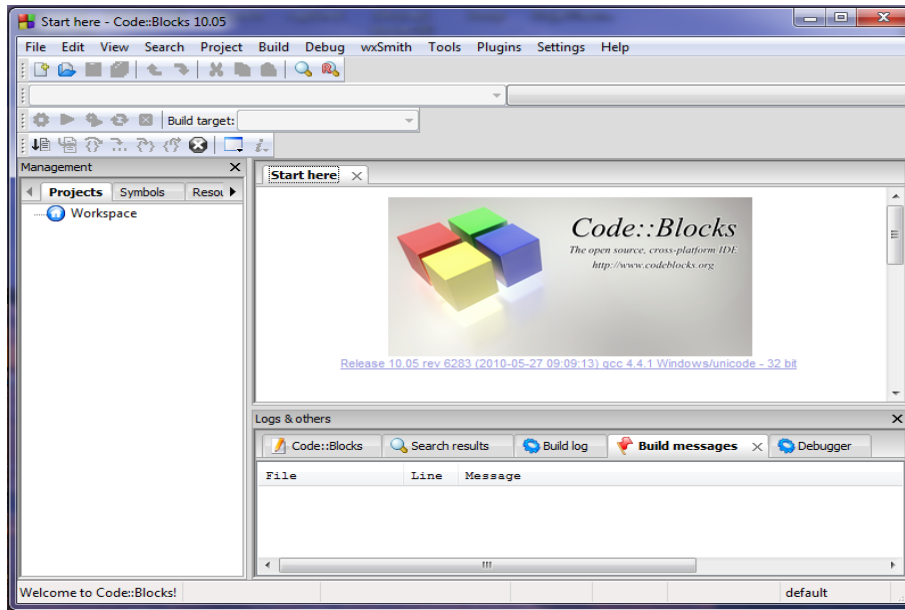 Start here - Code::Blocks 10.05
File Edit View Search Project Build Debug wxSmith Tools Plugins Settings Help
Build target:
Management
Start here
Projects Symbols
Workspace
Code::Blocks
The open source, cross-platform IDE
http://www.codeblocks.org
Release 10.05 rev 6283 (2010-05-27 09:09:13) gcc 4.4.1 Windows/unicode - 32 bit
Logs & others
Code::Blocks Search results Build log Build messages Debugger
File Line Message
Welcome to Code::Blocks! default